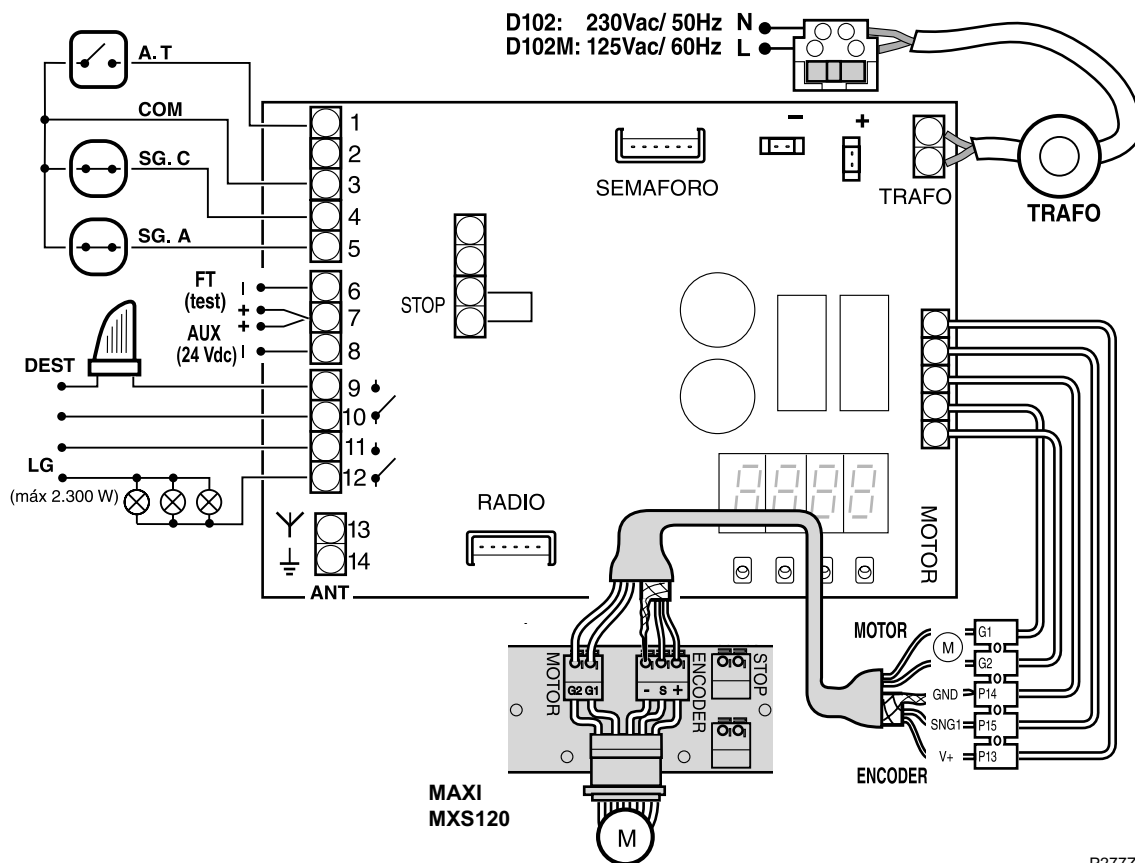 D102: 230Vac/ 50Hz N
D102M: 125Vac/ 60Hz L
A.T
COM
SG. C
SG. A
1
2
3
4
5
FT
(test)
AUX
(24 Vdc)
6
7
8
DEST
LG
(máx 2.300 W)
9
10
11
12
13
14
ANT
SEMAFORO
- +
TRAFO
TRAFO
STOP
RADIO
8888
MOTOR
MOTOR
G2 G1
- S +
ENCODER
STOP
MAXI
MXS120
M
MOTOR
M
G1
G2
GND P14
SNG1 P15
V+ P13
ENCODER
P2777